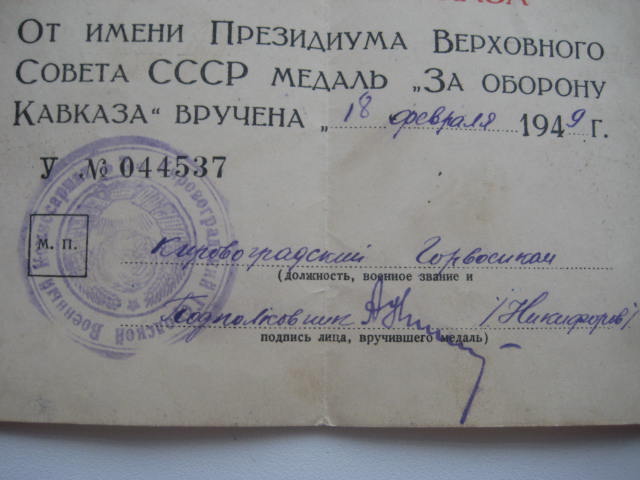 От имени Президиума Верховного
Совета СССР медаль „За оборону
Кавказа“ вручена „18 февраля 1949 г.
У № 044537
М. П.
Кировоградский Горвоенком
(должность, военное звание и
Подполковник /Никифоров/
подпись лица, вручившего медаль)